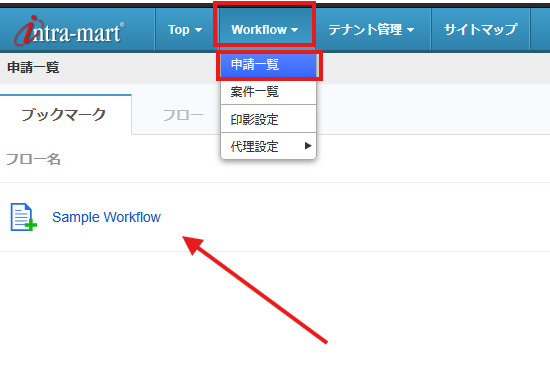 intra-mart® Top Workflow テナント管理 サイトマップ
申請一覧
申請一覧
案件一覧
印影設定
代理設定
ブックマーク フロー
フロー名
Sample Workflow